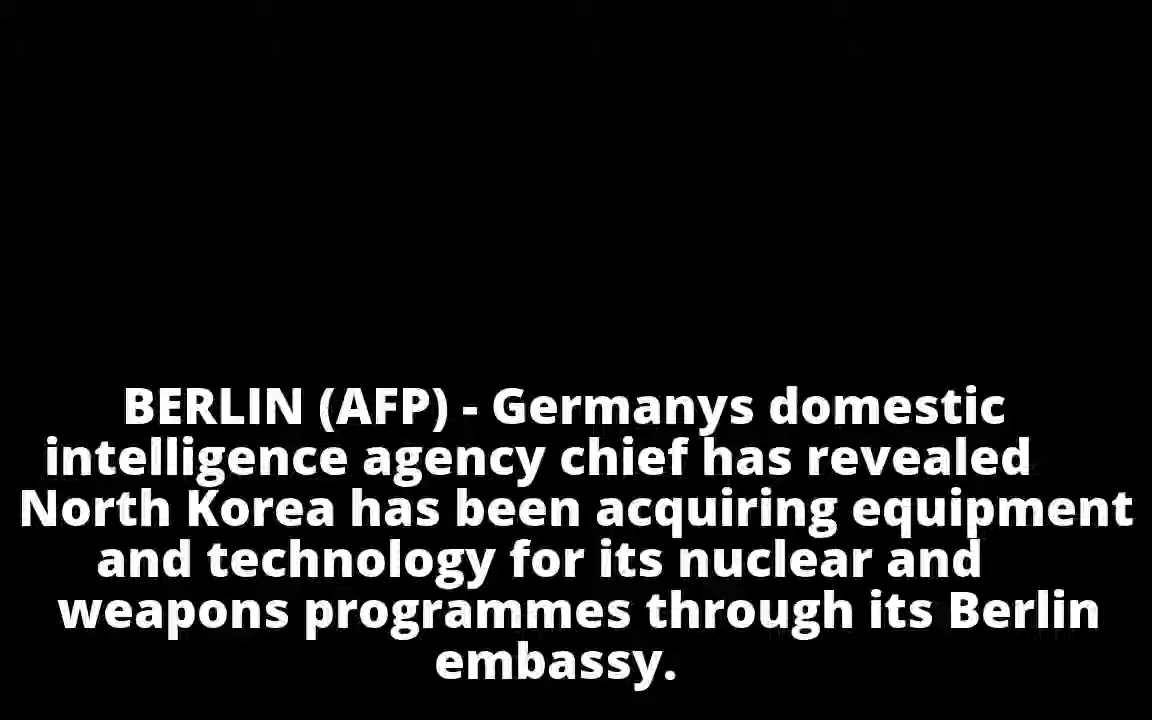 BERLIN (AFP) - Germanys domestic
intelligence agency chief has revealed
North Korea has been acquiring equipment
and technology for its nuclear and
weapons programmes through its Berlin
embassy.